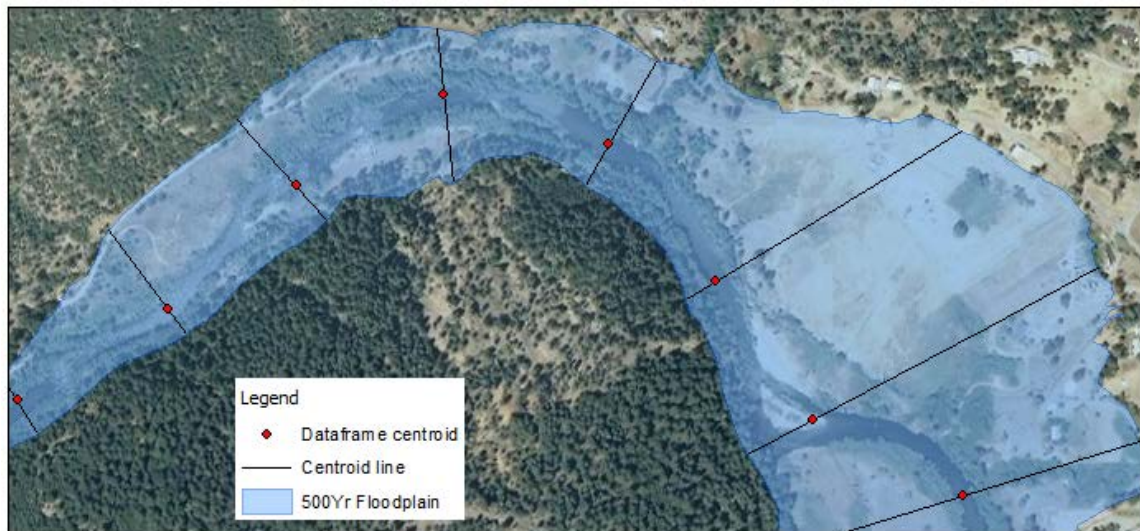 Legend
Dataframe centroid
Centroid line
500Yr Floodplain